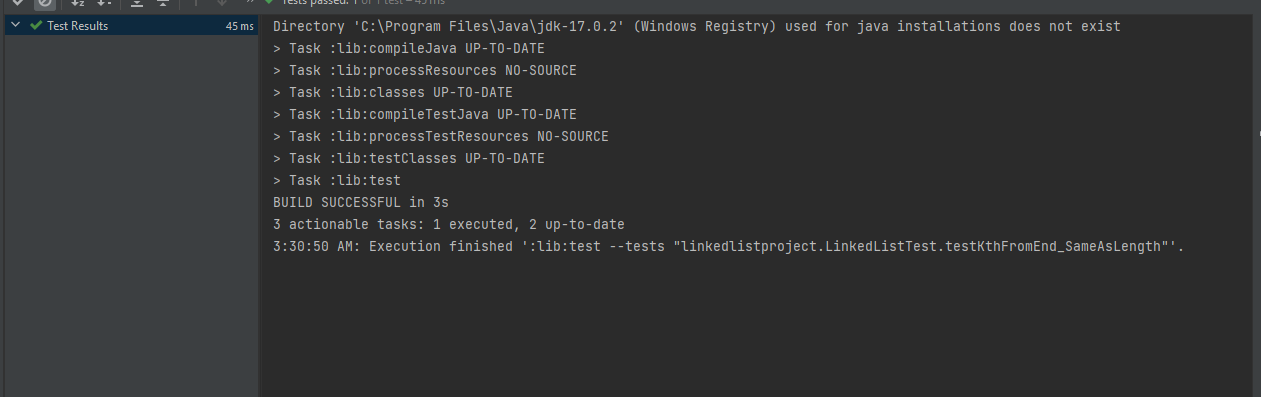 Tests passed: 1 of 1 test – 45 ms
Test Results 45 ms
Directory 'C:\Program Files\Java\jdk-17.0.2' (Windows Registry) used for java installations does not exist
> Task :lib:compileJava UP-TO-DATE
> Task :lib:processResources NO-SOURCE
> Task :lib:classes UP-TO-DATE
> Task :lib:compileTestJava UP-TO-DATE
> Task :lib:processTestResources NO-SOURCE
> Task :lib:testClasses UP-TO-DATE
> Task :lib:test
BUILD SUCCESSFUL in 3s
3 actionable tasks: 1 executed, 2 up-to-date
3:30:50 AM: Execution finished ':lib:test --tests "linkedlistproject.LinkedListTest.testKthFromEnd_SameAsLength"'.